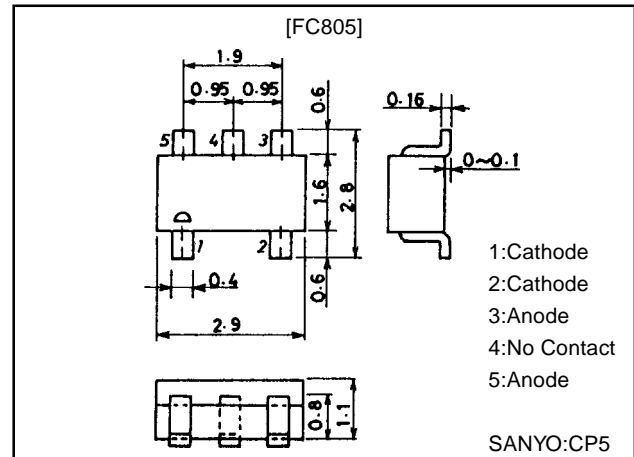 [FC805]
1.9
0.95 0.95
0.6
0.16
5 4 3
0~0.1
1.6
2.8
1 2
0.4
0.6
2.9
1:Cathode
2:Cathode
3:Anode
4:No Contact
5:Anode
0.8
1.1
SANYO:CP5